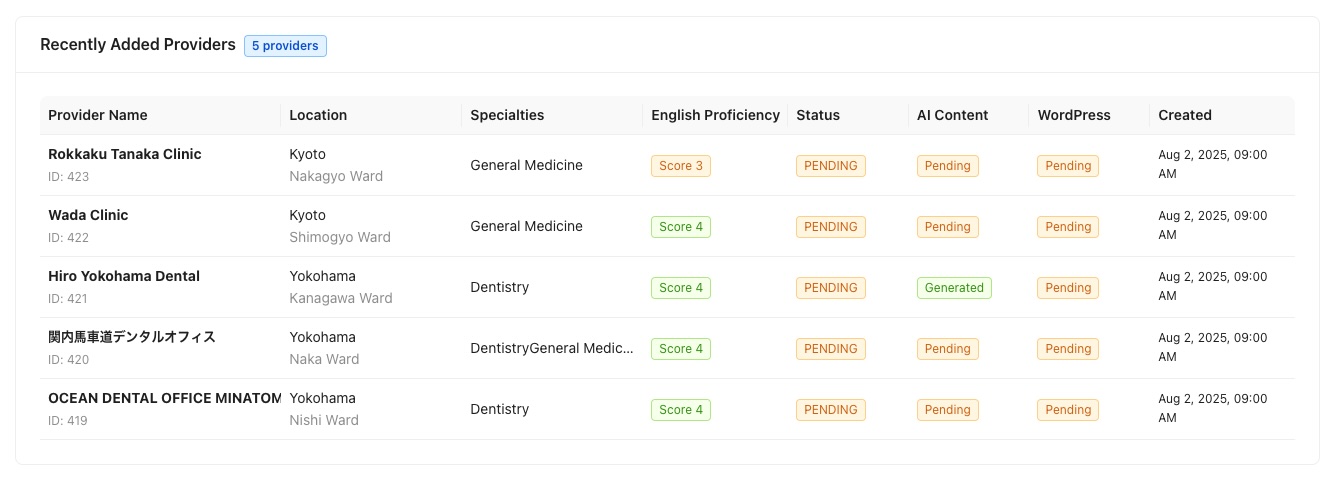 Recently Added Providers 5 providers
Provider Name Location Specialties English Proficiency Status AI Content WordPress Created
Rokkaku Tanaka Clinic Kyoto General Medicine Score 3 PENDING Pending Pending Aug 2, 2025, 09:00
ID: 423 Nakagyo Ward AM
Wada Clinic Kyoto General Medicine Score 4 PENDING Pending Pending Aug 2, 2025, 09:00
ID: 422 Shimogyo Ward AM
Hiro Yokohama Dental Yokohama Dentistry Score 4 PENDING Generated Pending Aug 2, 2025, 09:00
ID: 421 Kanagawa Ward AM
関内馬車道デンタルオフィス Yokohama DentistryGeneral Medic... Score 4 PENDING Pending Pending Aug 2, 2025, 09:00
ID: 420 Naka Ward AM
OCEAN DENTAL OFFICE MINATOM Yokohama Dentistry Score 4 PENDING Pending Pending Aug 2, 2025, 09:00
ID: 419 Nishi Ward AM